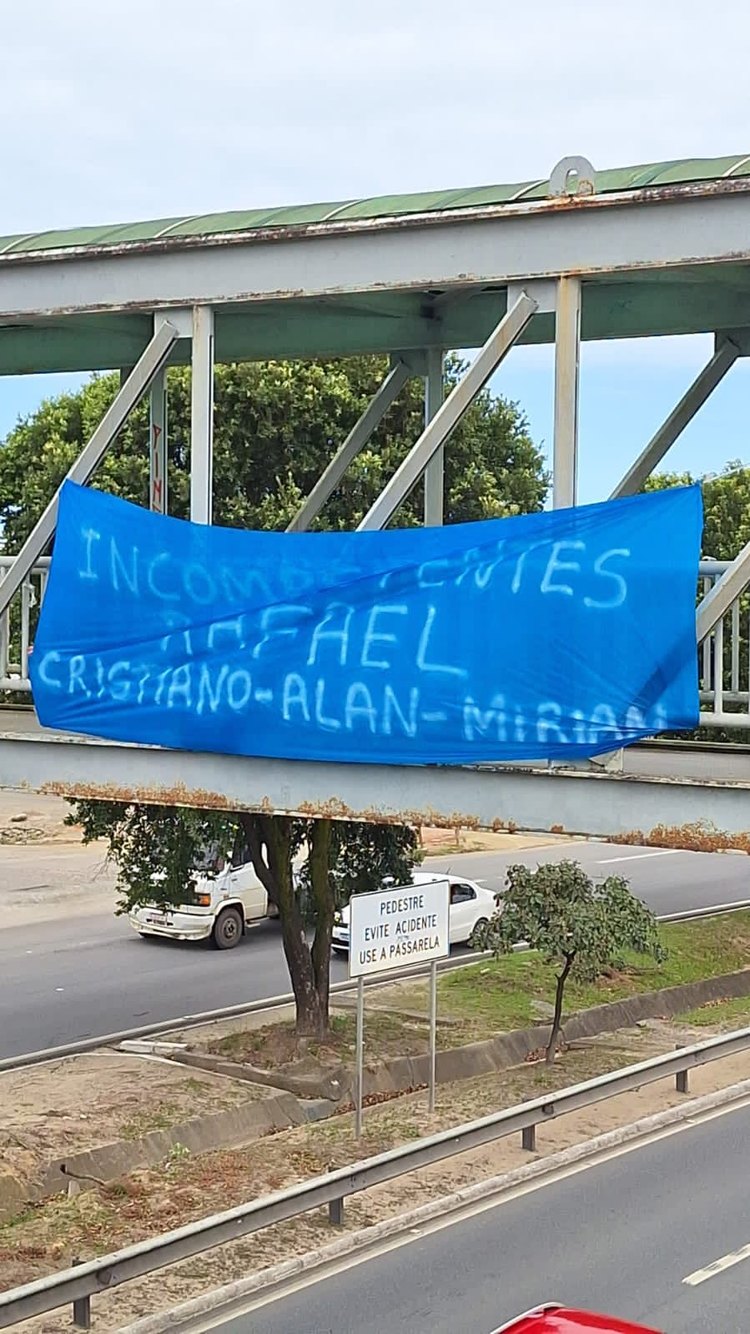 INCOMPETENTES
RAFAEL
CRISTIANO-ALAN-MIRIAN
PEDESTRE
EVITE ACIDENTE
USE A PASSARELA